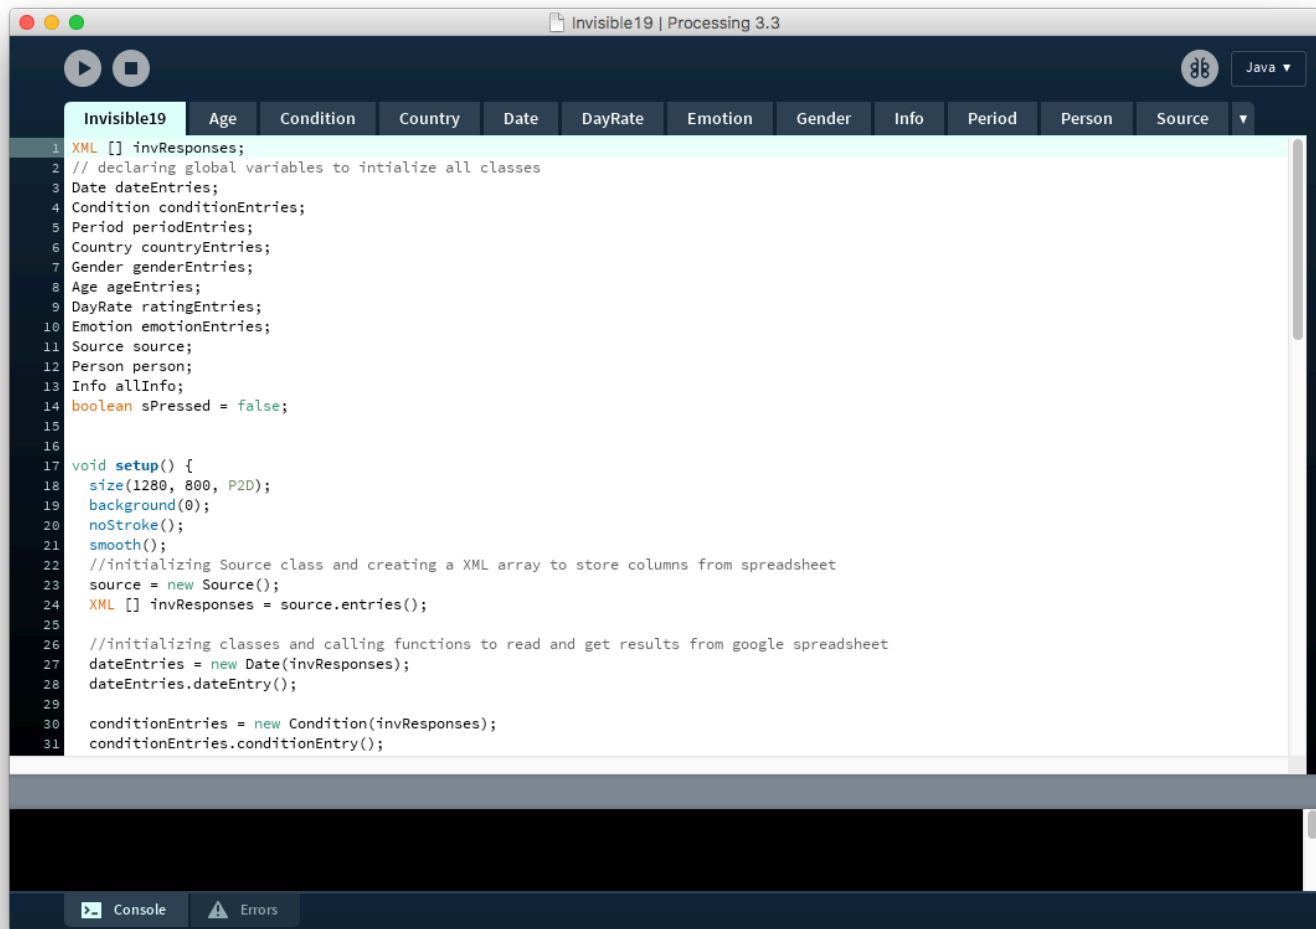 Invisible19 | Processing 3.3
Java ▼
Invisible19 Age Condition Country Date DayRate Emotion Gender Info Period Person Source ▼
1 XML [] invResponses;
2 // declaring global variables to intialize all classes
3 Date dateEntries;
4 Condition conditionEntries;
5 Period periodEntries;
6 Country countryEntries;
7 Gender genderEntries;
8 Age ageEntries;
9 DayRate ratingEntries;
10 Emotion emotionEntries;
11 Source source;
12 Person person;
13 Info allInfo;
14 boolean sPressed = false;
15
16
17 void setup() {
18 size(1280, 800, P2D);
19 background(0);
20 noStroke();
21 smooth();
22 //initializing Source class and creating a XML array to store columns from spreadsheet
23 source = new Source();
24 XML [] invResponses = source.entries();
25
26 //initializing classes and calling functions to read and get results from google spreadsheet
27 dateEntries = new Date(invResponses);
28 dateEntries.dateEntry();
29
30 conditionEntries = new Condition(invResponses);
31 conditionEntries.conditionEntry();
Console Errors